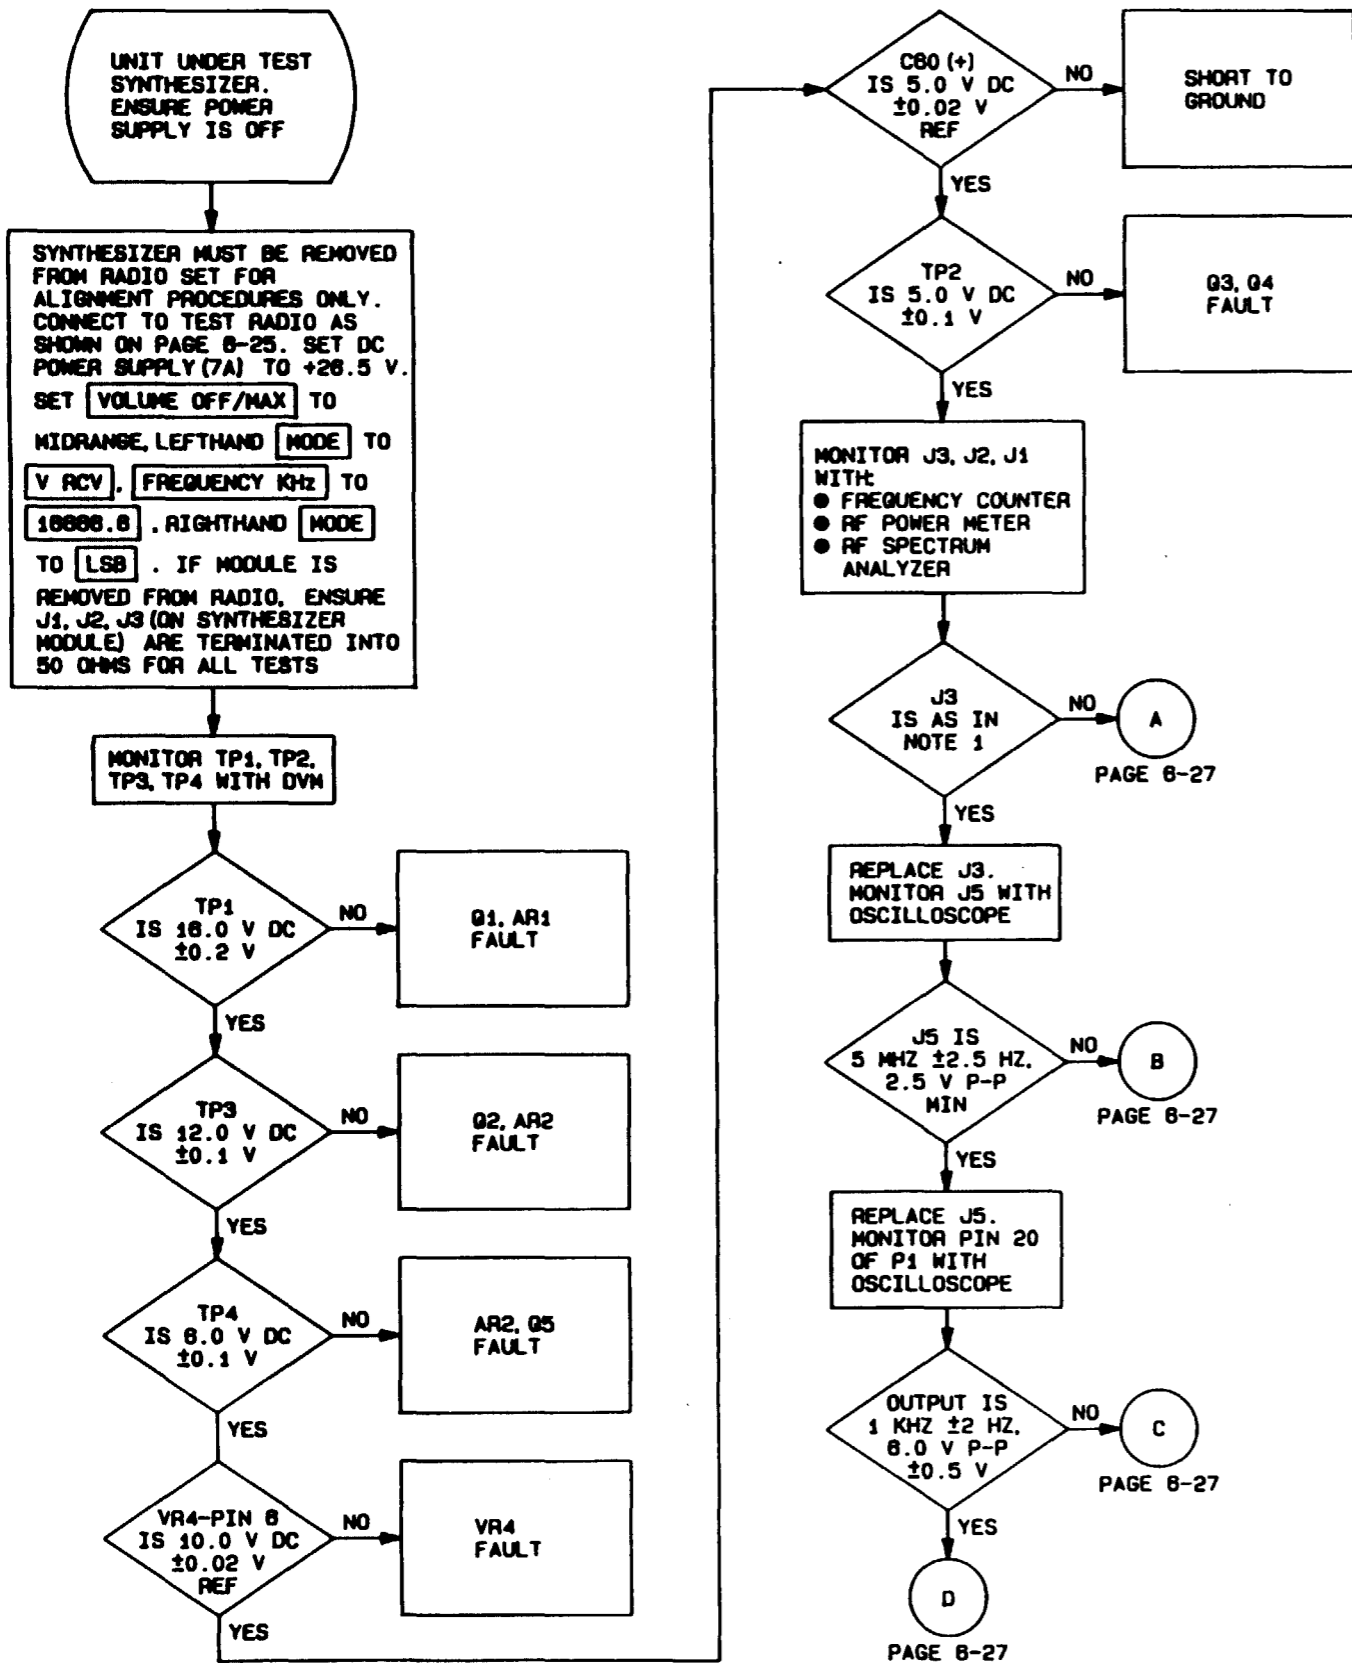 UNIT UNDER TEST
SYNTHESIZER.
ENSURE POWER
SUPPLY IS OFF
SYNTHESIZER MUST BE REMOVED
FROM RADIO SET FOR
ALIGNMENT PROCEDURES ONLY.
CONNECT TO TEST RADIO AS
SHOWN ON PAGE 6-25. SET DC
POWER SUPPLY (7A) TO +26.5 V.
SET VOLUME OFF/MAX TO
MIDRANGE, LEFTHAND MODE TO
V RCV, FREQUENCY KHz TO
16666.6 . RIGHTHAND MODE
TO LSB . IF MODULE IS
REMOVED FROM RADIO, ENSURE
J1, J2, J3 (ON SYNTHESIZER
MODULE) ARE TERMINATED INTO
50 OHMS FOR ALL TESTS
MONITOR TP1, TP2,
TP3, TP4 WITH DVM
TP1
IS 16.0 V DC
±0.2 V
NO
Q1, AR1
FAULT
YES
TP3
IS 12.0 V DC
±0.1 V
NO
Q2, AR2
FAULT
YES
TP4
IS 6.0 V DC
±0.1 V
NO
AR2, Q5
FAULT
YES
VR4-PIN 6
IS 10.0 V DC
±0.02 V
REF
NO
VR4
FAULT
YES
C60 (+)
IS 5.0 V DC
±0.02 V
REF
NO
SHORT TO
GROUND
YES
TP2
IS 5.0 V DC
±0.1 V
NO
Q3, Q4
FAULT
YES
MONITOR J3, J2, J1
WITH:
● FREQUENCY COUNTER
● RF POWER METER
● RF SPECTRUM
ANALYZER
J3
IS AS IN
NOTE 1
NO
A
PAGE 6-27
YES
REPLACE J3.
MONITOR J5 WITH
OSCILLOSCOPE
J5 IS
5 MHZ ±2.5 HZ,
2.5 V P-P
MIN
NO
B
PAGE 6-27
YES
REPLACE J5.
MONITOR PIN 20
OF P1 WITH
OSCILLOSCOPE
OUTPUT IS
1 KHZ ±2 HZ,
6.0 V P-P
±0.5 V
NO
C
PAGE 6-27
YES
D
PAGE 6-27